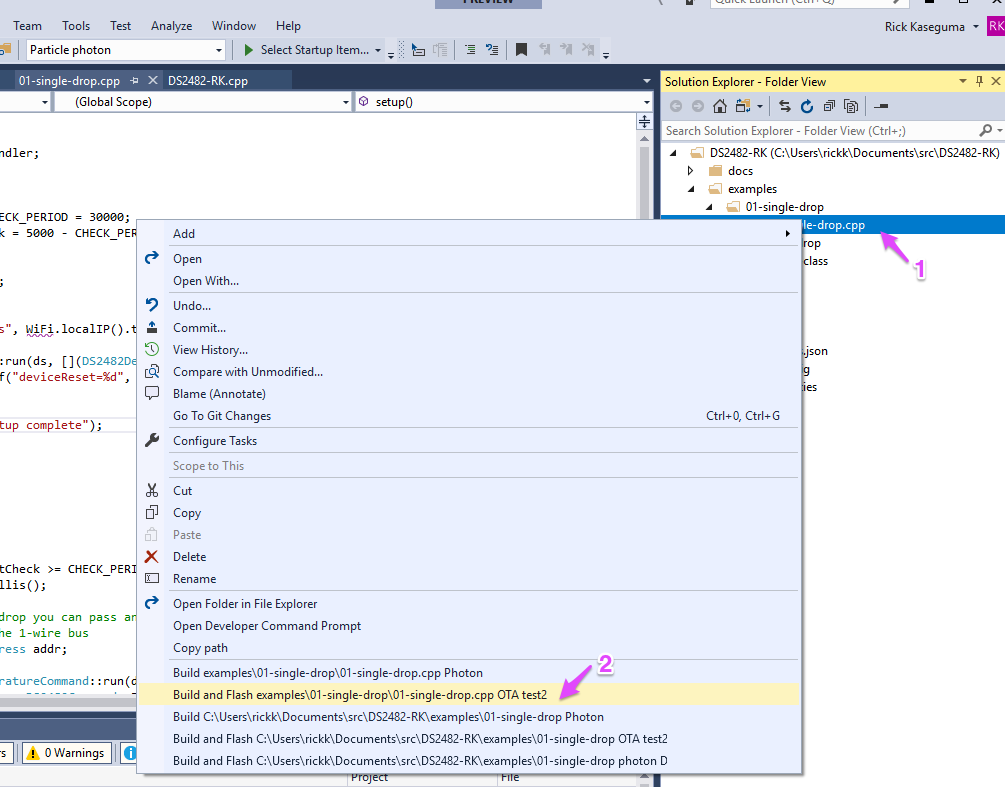 PREVIEW
Quick Launch (Ctrl+Q)
Team Tools Test Analyze Window Help
Rick Kaseguma RK
Particle photon Select Startup Item...
01-single-drop.cpp DS2482-RK.cpp
(Global Scope) setup()
Solution Explorer - Folder View
Search Solution Explorer - Folder View (Ctrl+;)
DS2482-RK (C:\Users\rickk\Documents\src\DS2482-RK)
docs
examples
01-single-drop
le-drop.cpp
rop
class
s.json
g
ies
1
ndler;
HECK_PERIOD = 30000;
k = 5000 - CHECK_PER
;
s", WiFi.localIP().t
:run(ds, [](DS2482De
f("deviceReset=%d",
tup complete");
tCheck >= CHECK_PERI
llis();
drop you can pass an
he 1-wire bus
ress addr;
ratureCommand::run(d
Add
Open
Open With...
Undo...
Commit...
View History...
Compare with Unmodified...
Blame (Annotate)
Go To Git Changes Ctrl+0, Ctrl+G
Configure Tasks
Scope to This
Cut
Copy
Paste
Delete
Rename
Open Folder in File Explorer
Open Developer Command Prompt
Copy path
Build examples\01-single-drop\01-single-drop.cpp Photon
Build and Flash examples\01-single-drop\01-single-drop.cpp OTA test2
2
Build C:\Users\rickk\Documents\src\DS2482-RK\examples\01-single-drop Photon
Build and Flash C:\Users\rickk\Documents\src\DS2482-RK\examples\01-single-drop OTA test2
Build and Flash C:\Users\rickk\Documents\src\DS2482-RK\examples\01-single-drop photon D
rs 0 Warnings
Project File